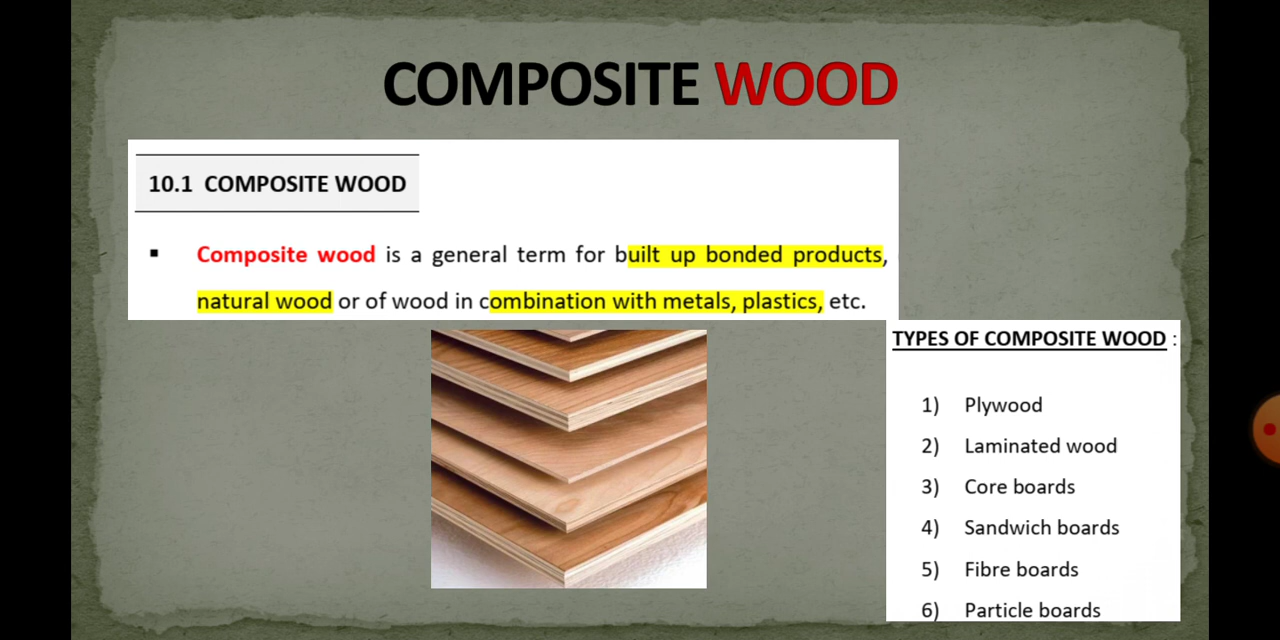 COMPOSITE WOOD
10.1 COMPOSITE WOOD
▪ Composite wood is a general term for built up bonded products,
natural wood or of wood in combination with metals, plastics, etc.
TYPES OF COMPOSITE WOOD :
1) Plywood
2) Laminated wood
3) Core boards
4) Sandwich boards
5) Fibre boards
6) Particle boards